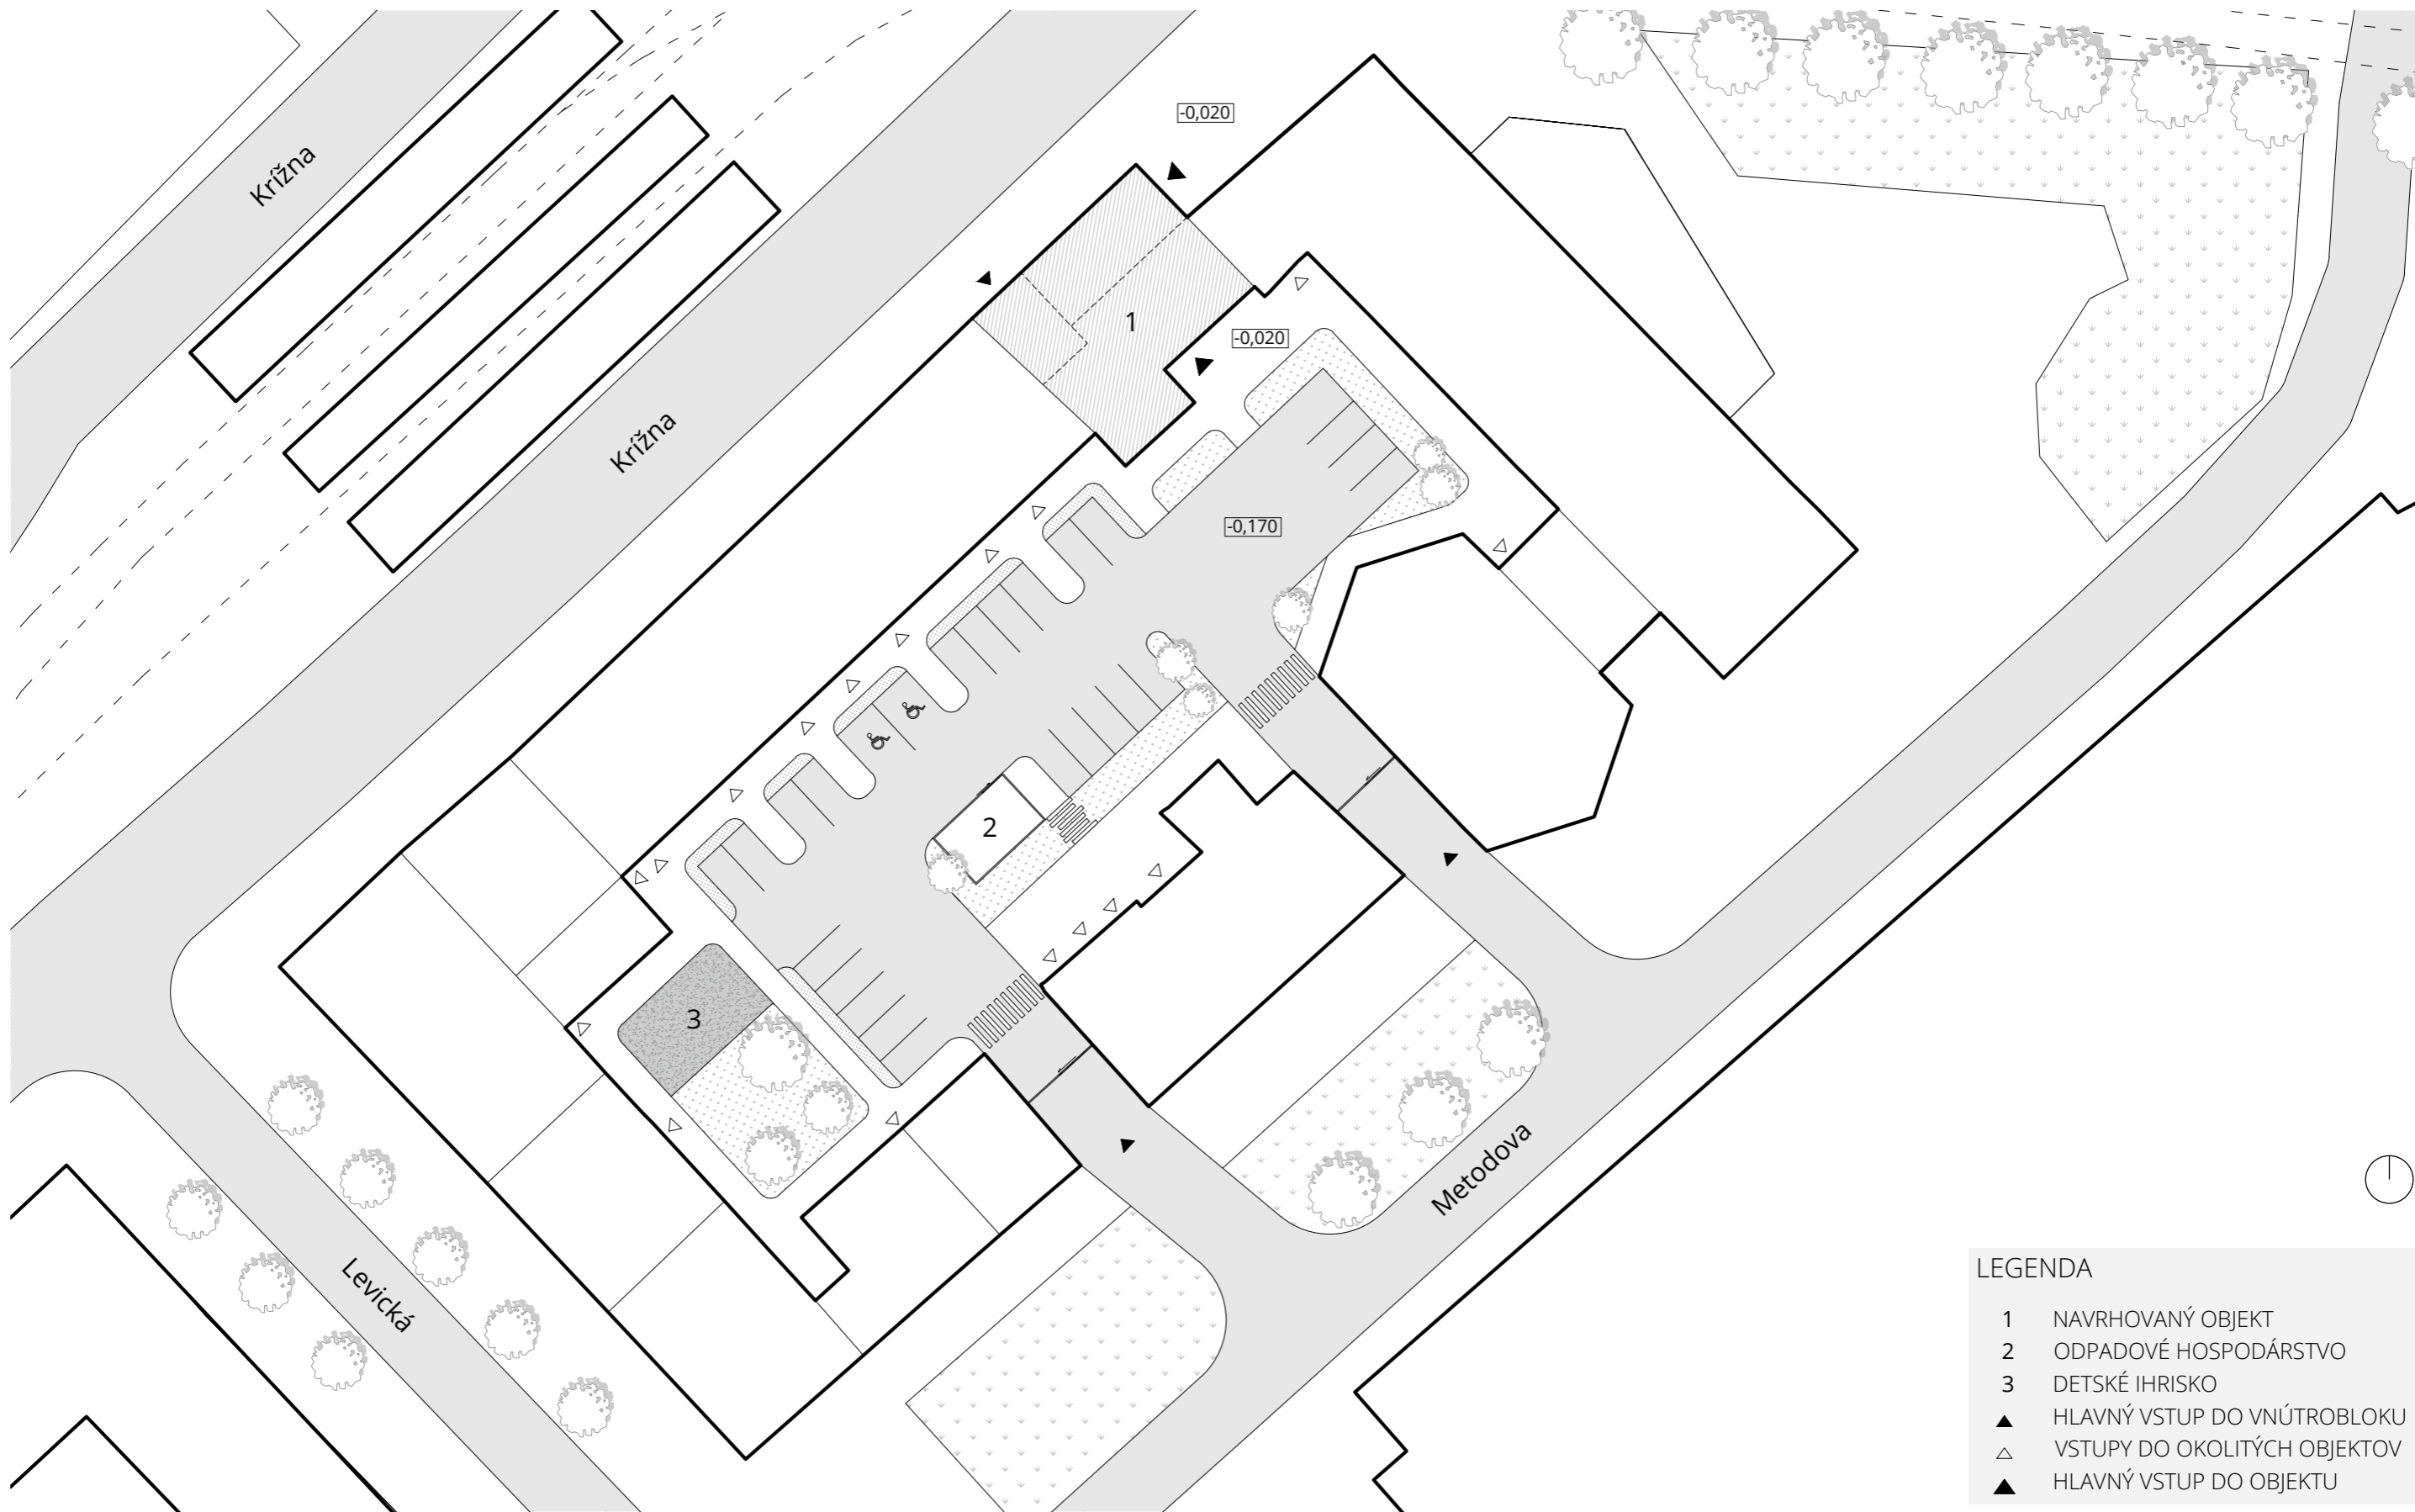 -0,020
Krížna
1
-0,020
Krížna
-0,170
2
3
Metodova
Levická
LEGENDA
1 NAVRHOVANÝ OBJEKT
2 ODPADOVÉ HOSPODÁRSTVO
3 DETSKÉ IHRISKO
▲ HLAVNÝ VSTUP DO VNÚTROBLOKU
△ VSTUPY DO OKOLITÝCH OBJEKTOV
▲ HLAVNÝ VSTUP DO OBJEKTU